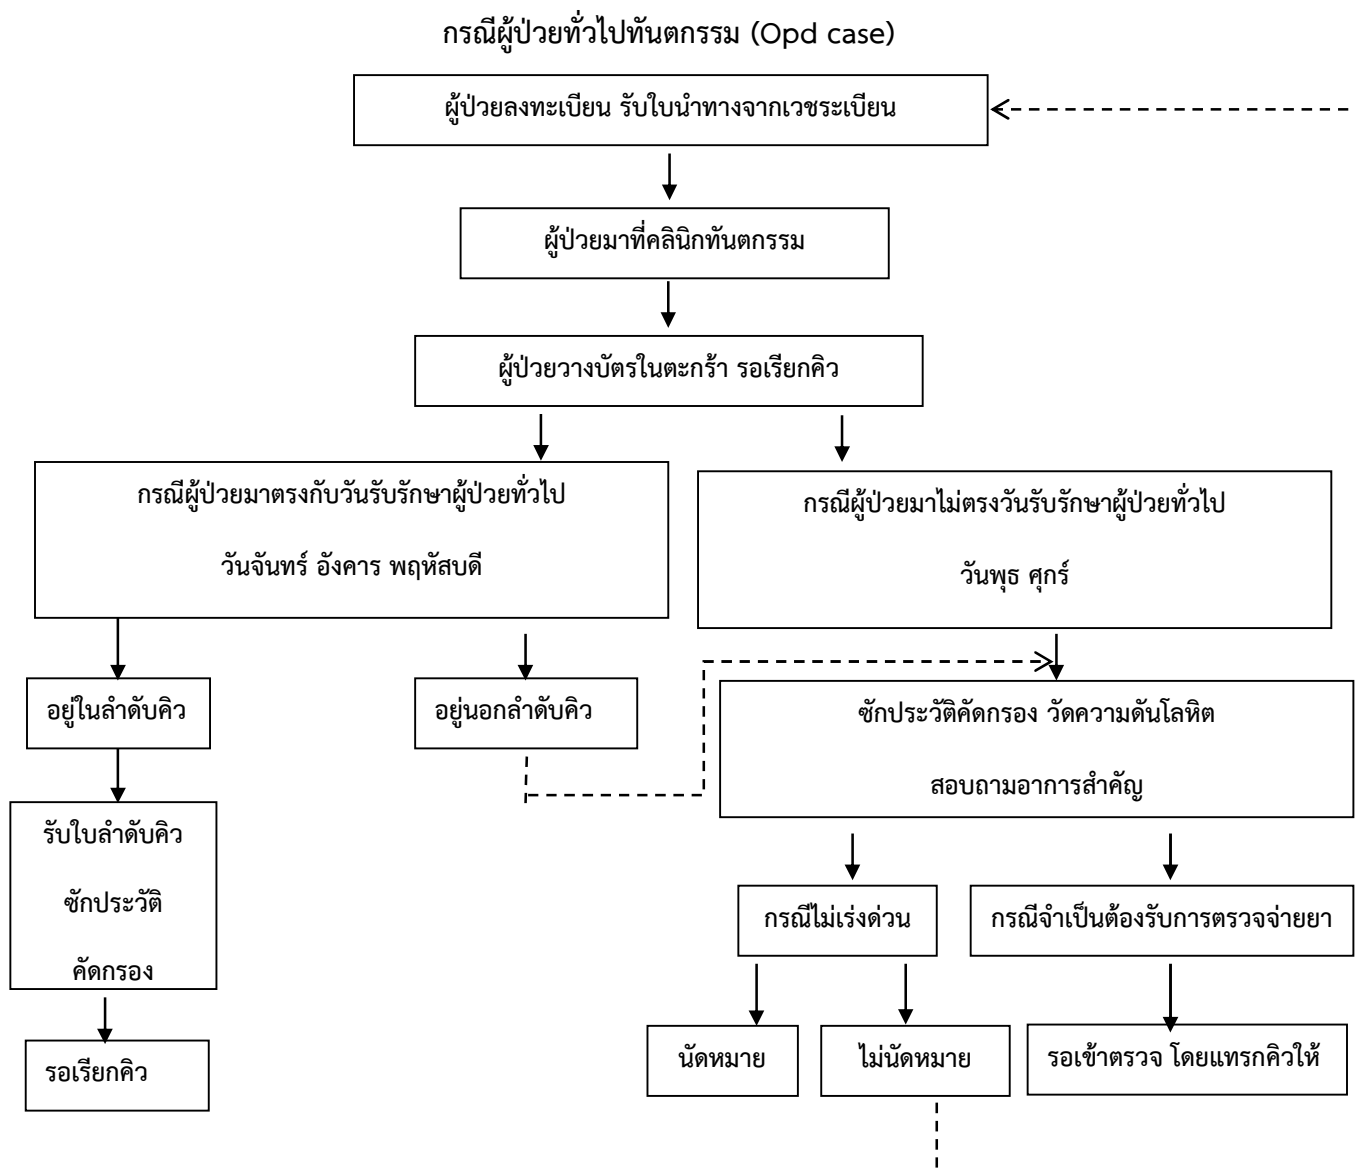 กรณีผู้ป่วยทั่วไปทันตกรรม (Opd case)
ผู้ป่วยลงทะเบียน รับใบนำทางจากเวชระเบียน
ผู้ป่วยมาที่คลินิกทันตกรรม
ผู้ป่วยวางบัตรในตะกร้า รอเรียกคิว
กรณีผู้ป่วยมาตรงกับวันรับรักษาผู้ป่วยทั่วไป
วันจันทร์ อังคาร พฤหัสบดี
กรณีผู้ป่วยมาไม่ตรงวันรับรักษาผู้ป่วยทั่วไป
วันพุธ ศุกร์
อยู่ในลำดับคิว
อยู่นอกลำดับคิว
ซักประวัติคัดกรอง วัดความดันโลหิต
สอบถามอาการสำคัญ
รับใบลำดับคิว
ซักประวัติ
คัดกรอง
กรณีไม่เร่งด่วน
กรณีจำเป็นต้องรับการตรวจจ่ายยา
รอเรียกคิว
นัดหมาย
ไม่นัดหมาย
รอเข้าตรวจ โดยแทรกคิวให้